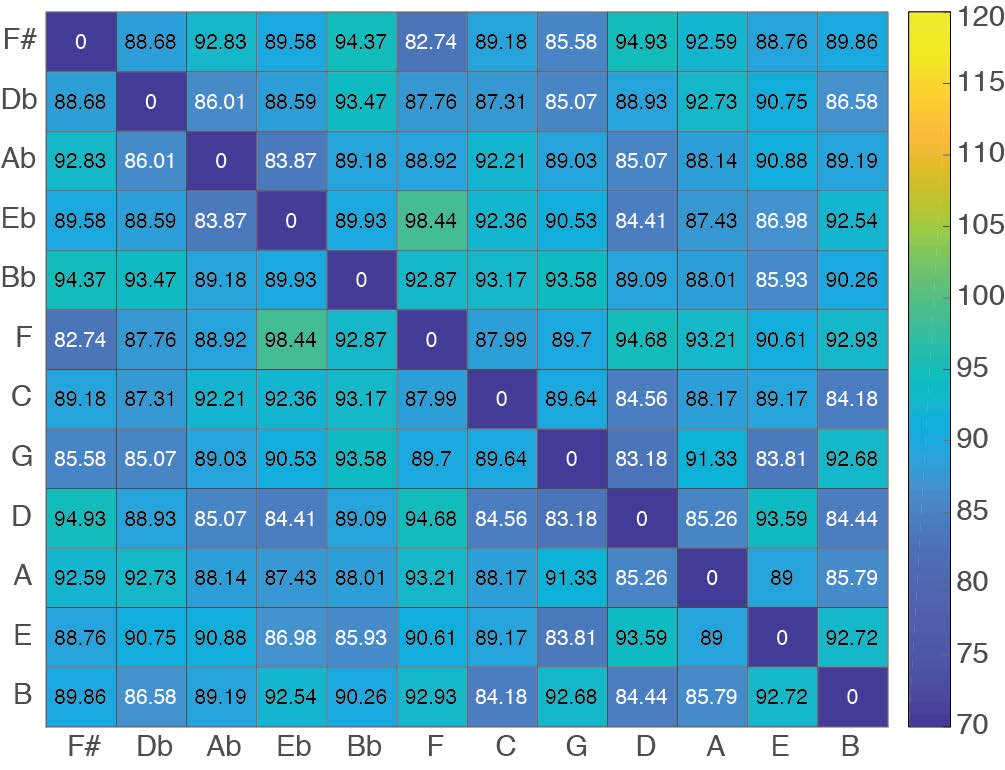 F# 0 88.68 92.83 89.58 94.37 82.74 89.18 85.58 94.93 92.59 88.76 89.86
Db 88.68 0 86.01 88.59 93.47 87.76 87.31 85.07 88.93 92.73 90.75 86.58
Ab 92.83 86.01 0 83.87 89.18 88.92 92.21 89.03 85.07 88.14 90.88 89.19
Eb 89.58 88.59 83.87 0 89.93 98.44 92.36 90.53 84.41 87.43 86.98 92.54
Bb 94.37 93.47 89.18 89.93 0 92.87 93.17 93.58 89.09 88.01 85.93 90.26
F 82.74 87.76 88.92 98.44 92.87 0 87.99 89.7 94.68 93.21 90.61 92.93
C 89.18 87.31 92.21 92.36 93.17 87.99 0 89.64 84.56 88.17 89.17 84.18
G 85.58 85.07 89.03 90.53 93.58 89.7 89.64 0 83.18 91.33 83.81 92.68
D 94.93 88.93 85.07 84.41 89.09 94.68 84.56 83.18 0 85.26 93.59 84.44
A 92.59 92.73 88.14 87.43 88.01 93.21 88.17 91.33 85.26 0 89 85.79
E 88.76 90.75 90.88 86.98 85.93 90.61 89.17 83.81 93.59 89 0 92.72
B 89.86 86.58 89.19 92.54 90.26 92.93 84.18 92.68 84.44 85.79 92.72 0
F# Db Ab Eb Bb F C G D A E B
120
115
110
105
100
95
90
85
80
75
70